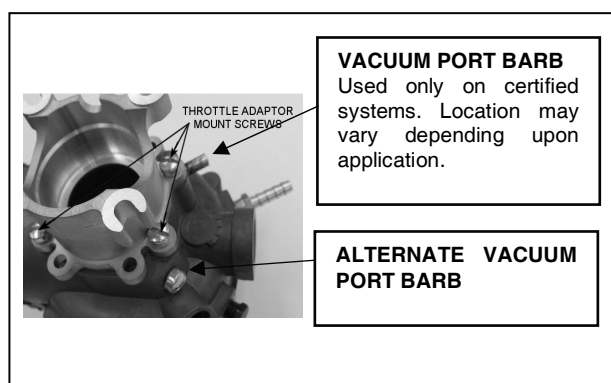 THROTTLE ADAPTOR
MOUNT SCREWS
VACUUM PORT BARB
Used only on certified
systems. Location may
vary depending upon
application.
ALTERNATE VACUUM
PORT BARB